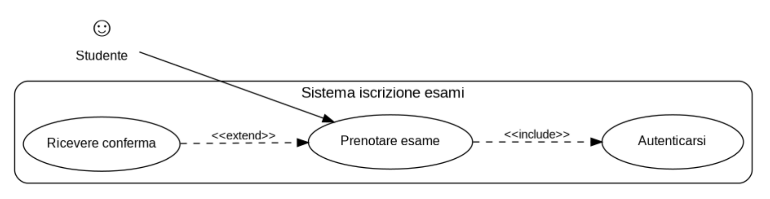 Studente
Sistema iscrizione esami
Ricevere conferma
<<extend>>
Prenotare esame
<<include>>
Autenticarsi